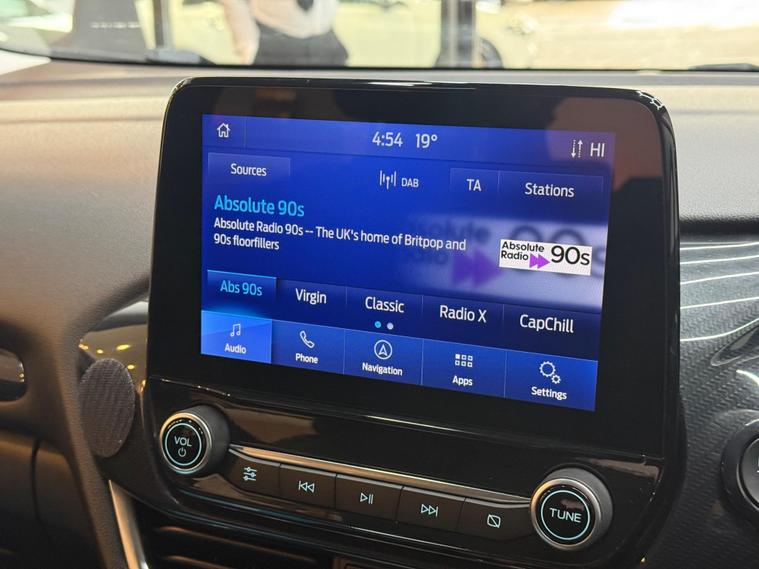 4:54 19°
HI
Sources
DAB
TA
Stations
Absolute 90s
Absolute Radio 90s -- The UK's home of Britpop and
90s floorfillers
Absolute
Radio 90s
Abs 90s
Virgin
Classic
Radio X
CapChill
Audio
Phone
Navigation
Apps
Settings
VOL
TUNE